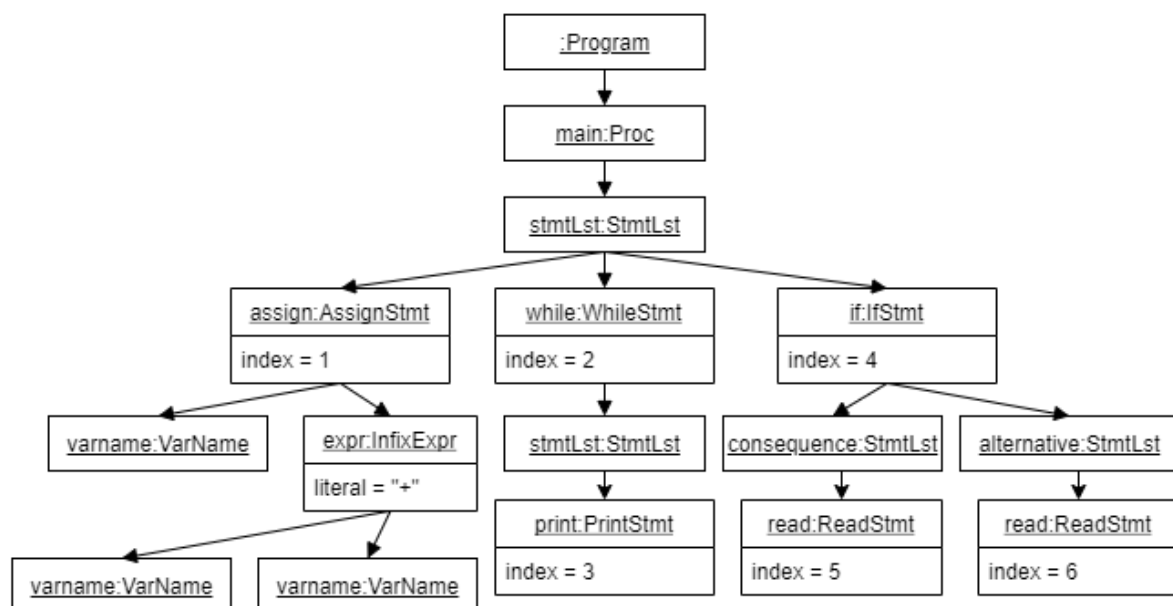 :Program
main:Proc
stmtLst:StmtLst
assign:AssignStmt
index = 1
while:WhileStmt
index = 2
if:IfStmt
index = 4
varname:VarName
expr:InfixExpr
literal = "+"
stmtLst:StmtLst
consequence:StmtLst
alternative:StmtLst
varname:VarName
varname:VarName
print:PrintStmt
index = 3
read:ReadStmt
index = 5
read:ReadStmt
index = 6